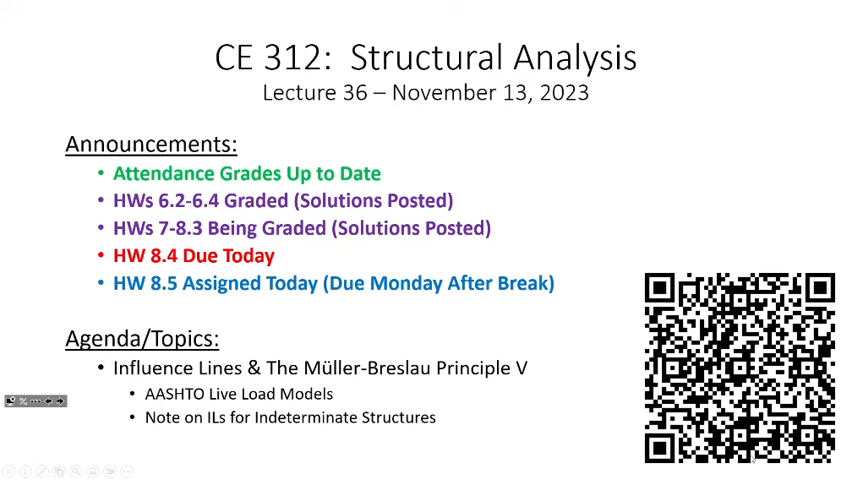 CE 312: Structural Analysis
Lecture 36 – November 13, 2023
Announcements:
• Attendance Grades Up to Date
• HWs 6.2-6.4 Graded (Solutions Posted)
• HWs 7-8.3 Being Graded (Solutions Posted)
• HW 8.4 Due Today
• HW 8.5 Assigned Today (Due Monday After Break)
Agenda/Topics:
• Influence Lines & The Müller-Breslau Principle V
• AASHTO Live Load Models
• Note on ILs for Indeterminate Structures